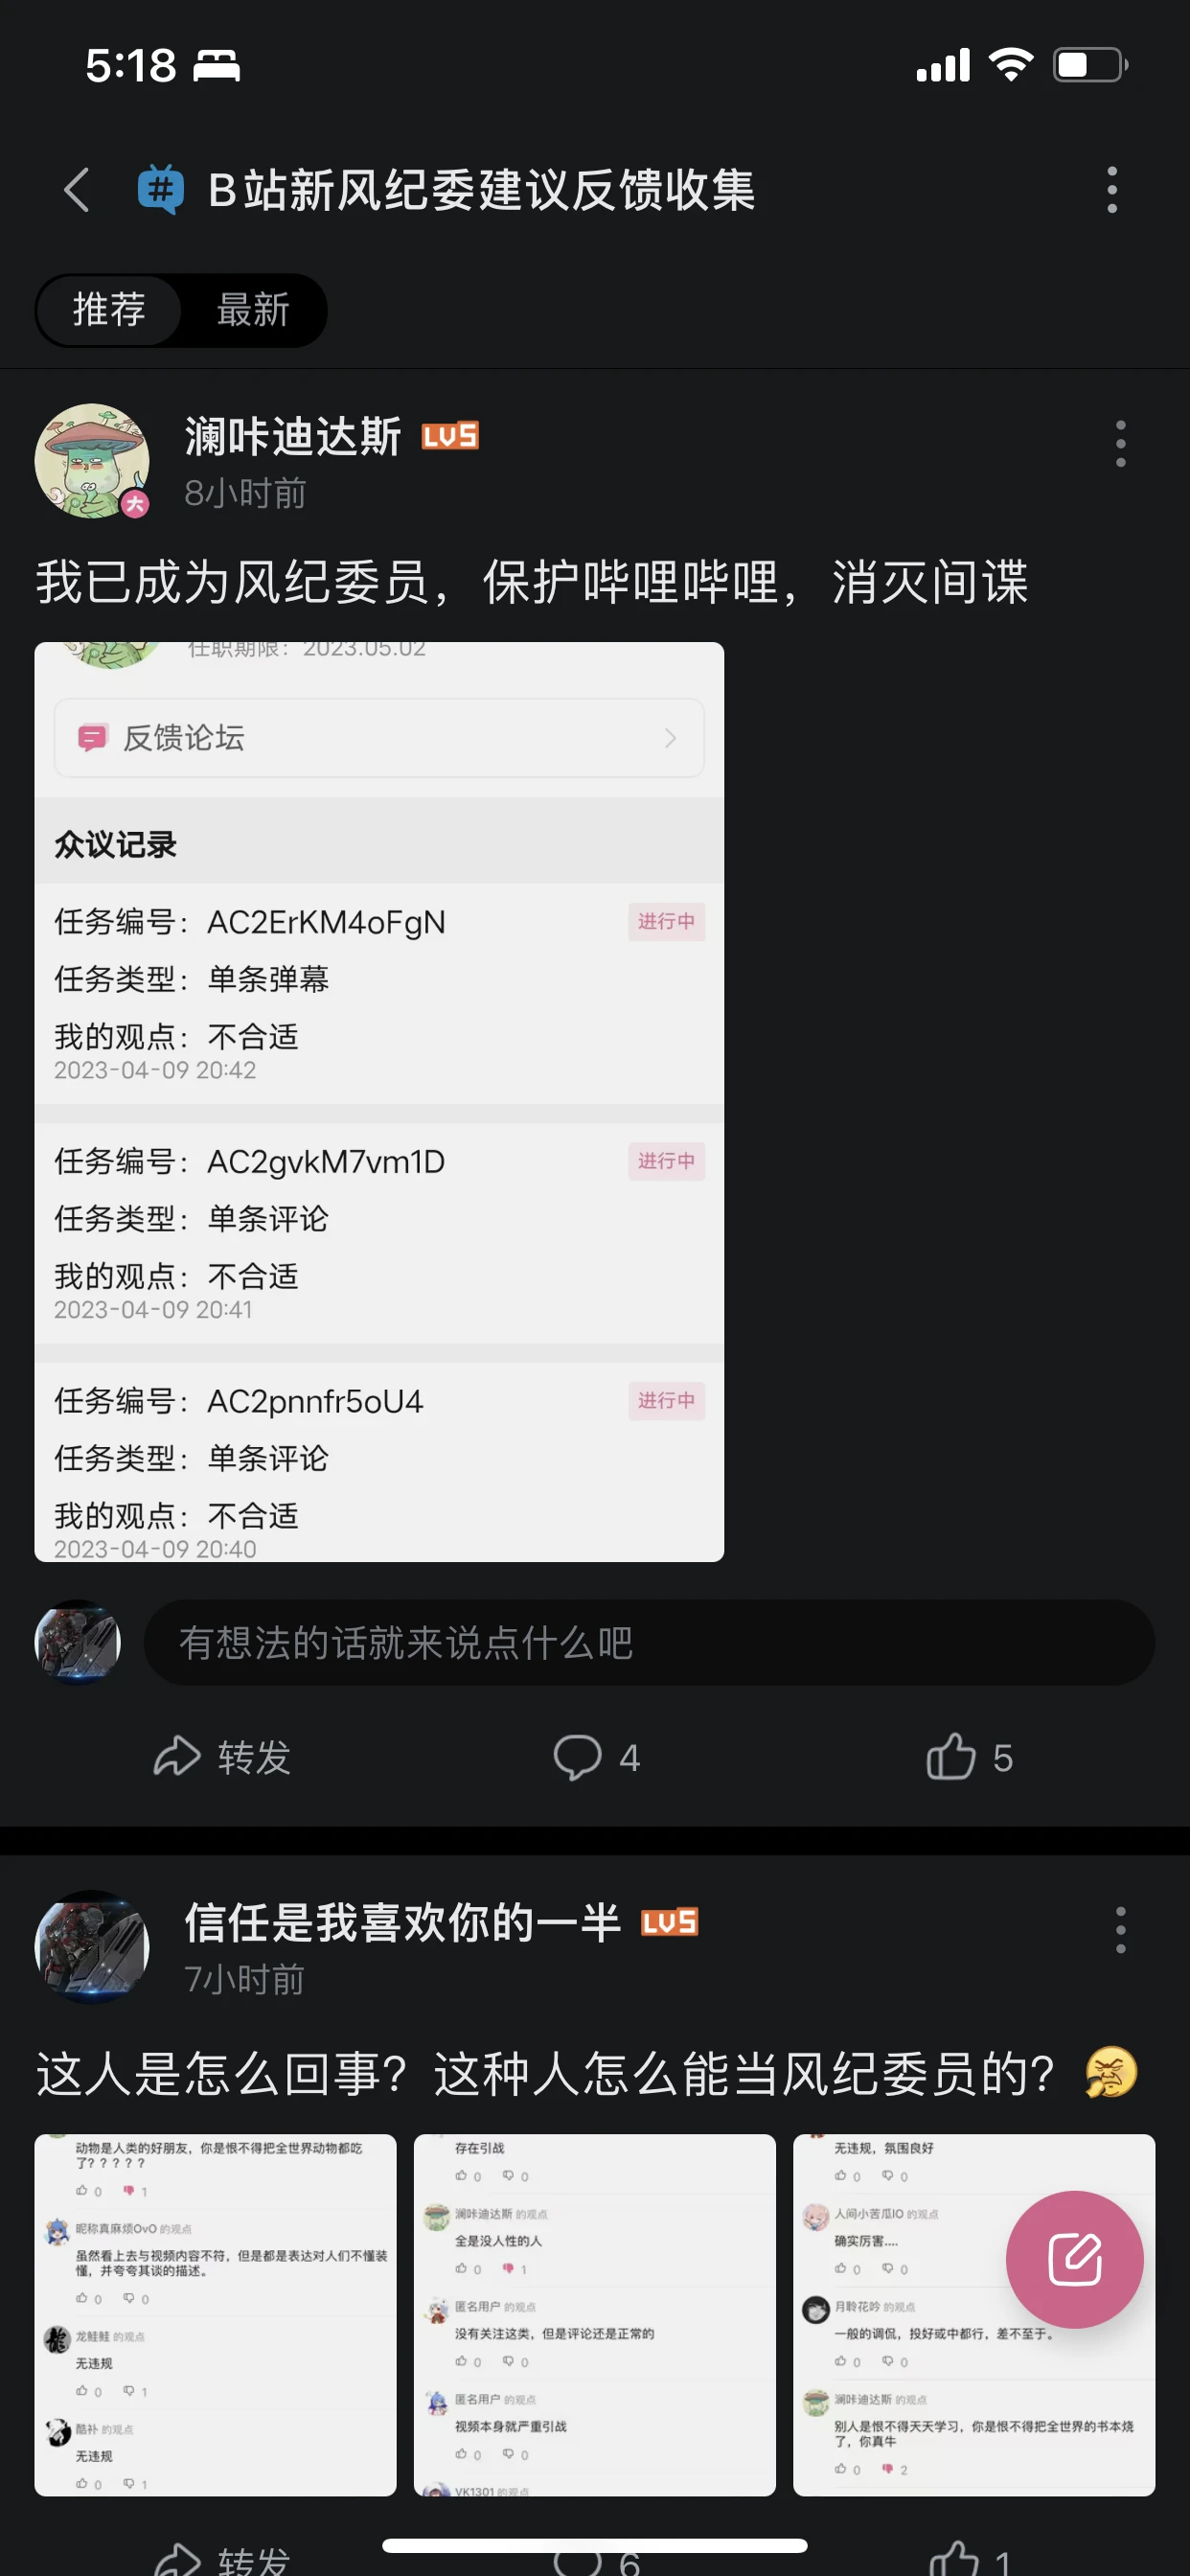 5:18
B站新风纪委建议反馈收集
推荐 最新
澜咔迪达斯 LV5
8小时前
大
我已成为风纪委员，保护哔哩哔哩，消灭间谍
任职期限：2023.05.02
反馈论坛
众议记录
任务编号：AC2ErKM4oFgN 进行中
任务类型：单条弹幕
我的观点：不合适
2023-04-09 20:42
任务编号：AC2gvkM7vm1D 进行中
任务类型：单条评论
我的观点：不合适
2023-04-09 20:41
任务编号：AC2pnnfr5oU4 进行中
任务类型：单条评论
我的观点：不合适
2023-04-09 20:40
有想法的话就来说点什么吧
转发 4 5
信任是我喜欢你的一半 LV5
7小时前
这人是怎么回事？这种人怎么能当风纪委员的？
动物是人类的好朋友，你是恨不得把全世界动物都吃
了？？？？？
0 1
昵称真麻烦OvO 的观点
虽然看上去与视频内容不符，但是都是表达对人们不懂装
懂，并夸夸其谈的描述。
0 0
龙鲑鲑 的观点
无违规
0 1
酷补 的观点
无违规
0 1
存在引战
0 0
澜咔迪达斯 的观点
全是没人性的人
0 1
匿名用户 的观点
没有关注这类，但是评论还是正常的
0 0
匿名用户 的观点
视频本身就严重引战
0 0
VK1301 的观点
无违规，氛围良好
0 0
人间小苦瓜IO 的观点
确实厉害....
0 0
月聆花吟 的观点
一般的调侃，投好或中都行，差不至于。
0 0
澜咔迪达斯 的观点
别人是恨不得天天学习，你是恨不得把全世界的书本烧
了，你真牛
0 2
转发 6 1